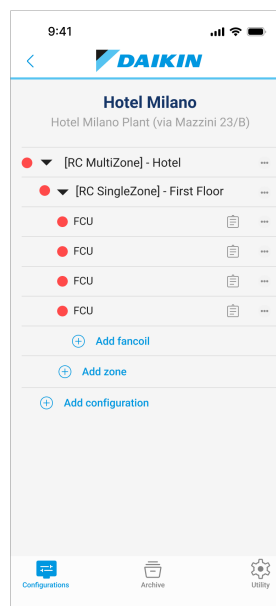 9:41
DAIKIN
Hotel Milano
Hotel Milano Plant (via Mazzini 23/B)
[RC MultiZone] - Hotel
[RC SingleZone] - First Floor
FCU
FCU
FCU
FCU
Add fancoil
Add zone
Add configuration
Configurations Archive Utility